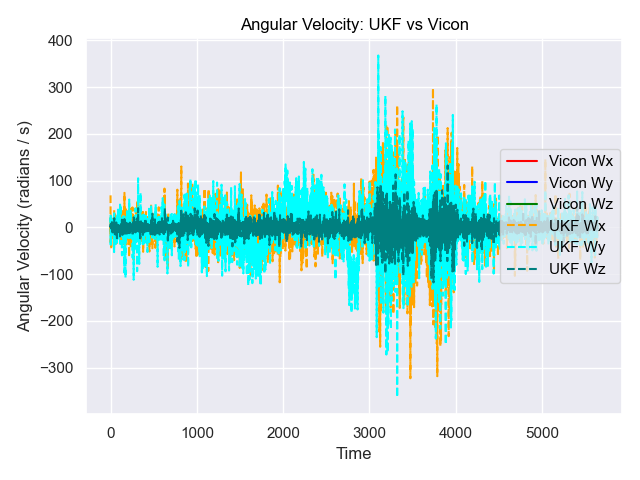 Angular Velocity: UKF vs Vicon
Angular Velocity (radians / s)
400
300
200
100
0
−100
−200
−300
0
1000
2000
3000
4000
5000
Time
Vicon Wx
Vicon Wy
Vicon Wz
UKF Wx
UKF Wy
UKF Wz